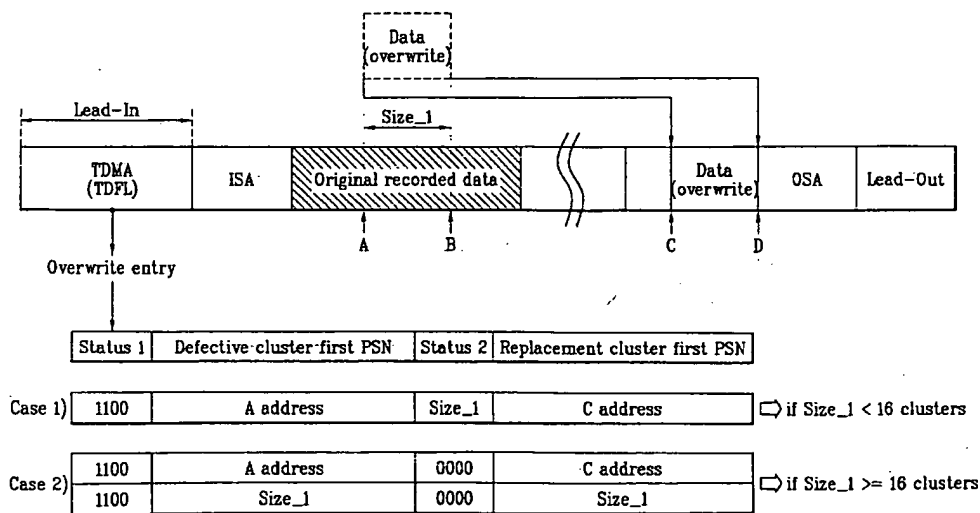 Data
(overwrite)
Lead-In
Size_1
TDMA
(TDFL)
ISA
Original recorded data
Data
(overwrite)
OSA
Lead-Out
A
B
C
D
Overwrite entry
Status 1
Defective cluster first PSN
Status 2
Replacement cluster first PSN
Case 1)
1100
A address
Size_1
C address
if Size_1 < 16 clusters
Case 2)
1100
A address
0000
C address
1100
Size_1
0000
Size_1
if Size_1 >= 16 clusters